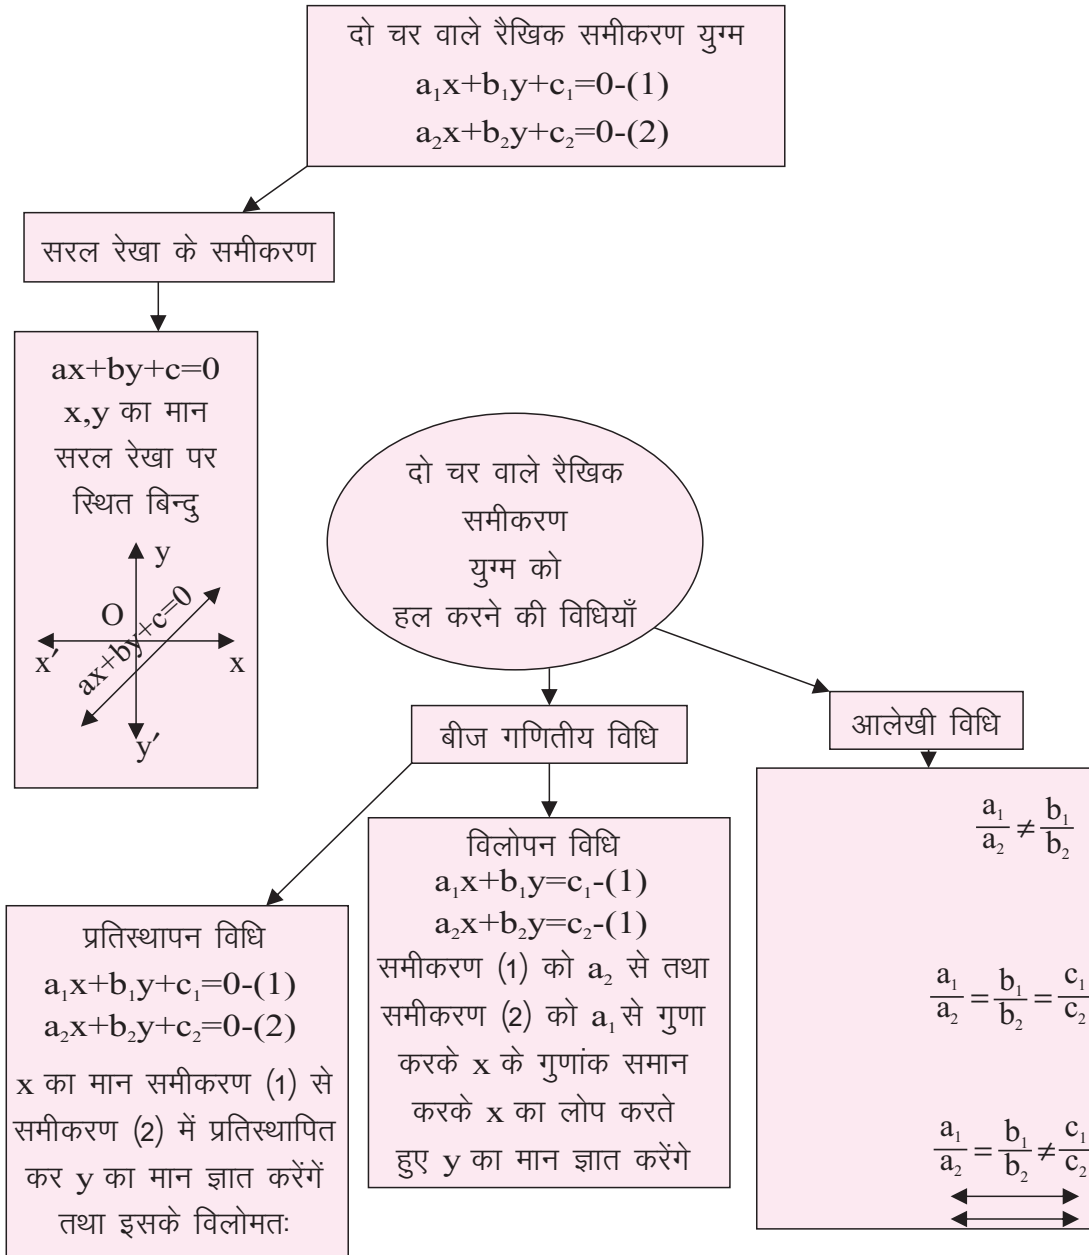 दो चर वाले रैखिक समीकरण युग्म
a₁x+b₁y+c₁=0-(1)
a₂x+b₂y+c₂=0-(2)
सरल रेखा के समीकरण
ax+by+c=0
x,y का मान
सरल रेखा पर
स्थित बिन्दु
y
O
ax+by+c=0
x′
x
y′
दो चर वाले रैखिक
समीकरण
युग्म को
हल करने की विधियाँ
बीज गणितीय विधि
आलेखी विधि
प्रतिस्थापन विधि
a₁x+b₁y+c₁=0-(1)
a₂x+b₂y+c₂=0-(2)
x का मान समीकरण (1) से
समीकरण (2) में प्रतिस्थापित
कर y का मान ज्ञात करेंगें
तथा इसके विलोमतः
विलोपन विधि
a₁x+b₁y=c₁-(1)
a₂x+b₂y=c₂-(1)
समीकरण (1) को a₂ से तथा
समीकरण (2) को a₁ से गुणा
करके x के गुणांक समान
करके x का लोप करते
हुए y का मान ज्ञात करेंगे
a₁/a₂ ≠ b₁/b₂
a₁/a₂ = b₁/b₂ = c₁/c₂
a₁/a₂ = b₁/b₂ ≠ c₁/c₂